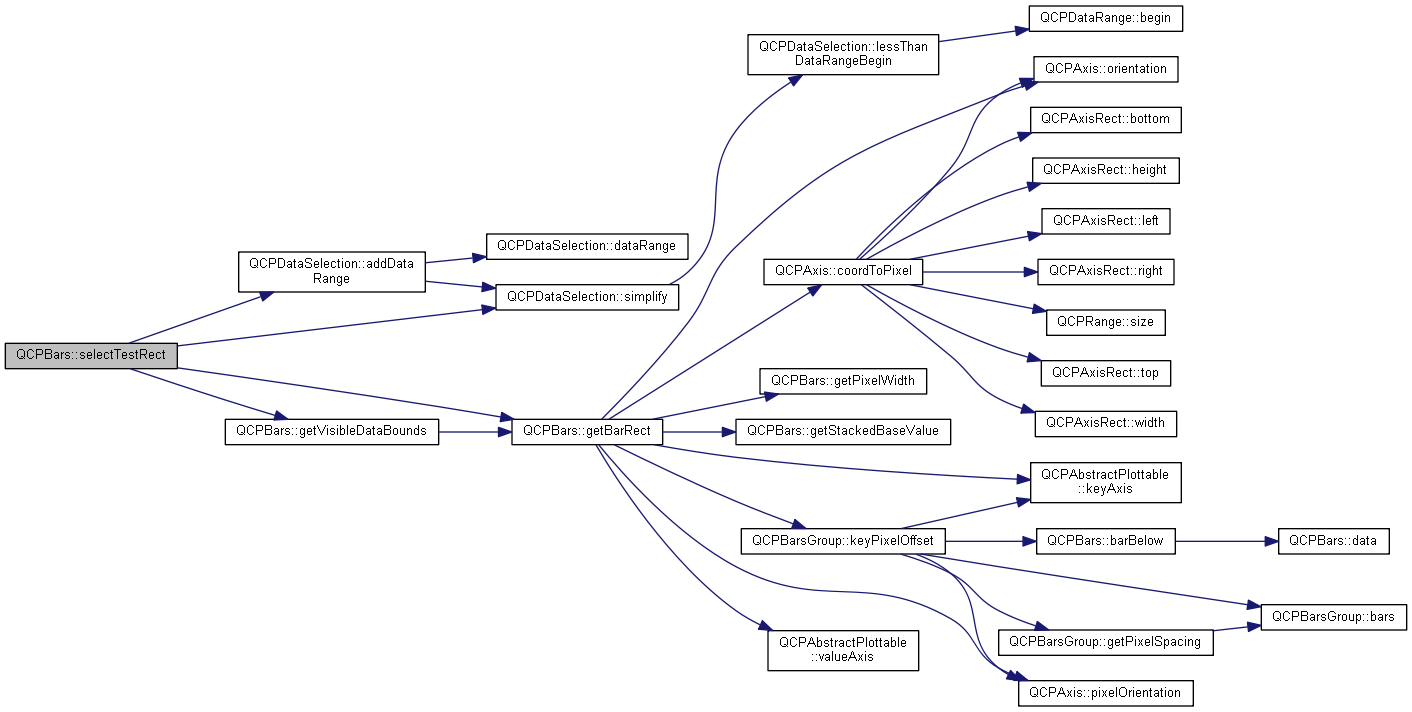 QCPDataRange::begin
QCPDataSelection::lessThan
DataRangeBegin
QCPAxis::orientation
QCPAxisRect::bottom
QCPAxisRect::height
QCPAxisRect::left
QCPDataSelection::dataRange
QCPDataSelection::addData
Range
QCPAxis::coordToPixel
QCPAxisRect::right
QCPDataSelection::simplify
QCPRange::size
QCPBars::selectTestRect
QCPAxisRect::top
QCPBars::getPixelWidth
QCPAxisRect::width
QCPBars::getVisibleDataBounds
QCPBars::getBarRect
QCPBars::getStackedBaseValue
QCPAbstractPlottable
::keyAxis
QCPBarsGroup::keyPixelOffset
QCPBars::barBelow
QCPBars::data
QCPBarsGroup::bars
QCPBarsGroup::getPixelSpacing
QCPAbstractPlottable
::valueAxis
QCPAxis::pixelOrientation